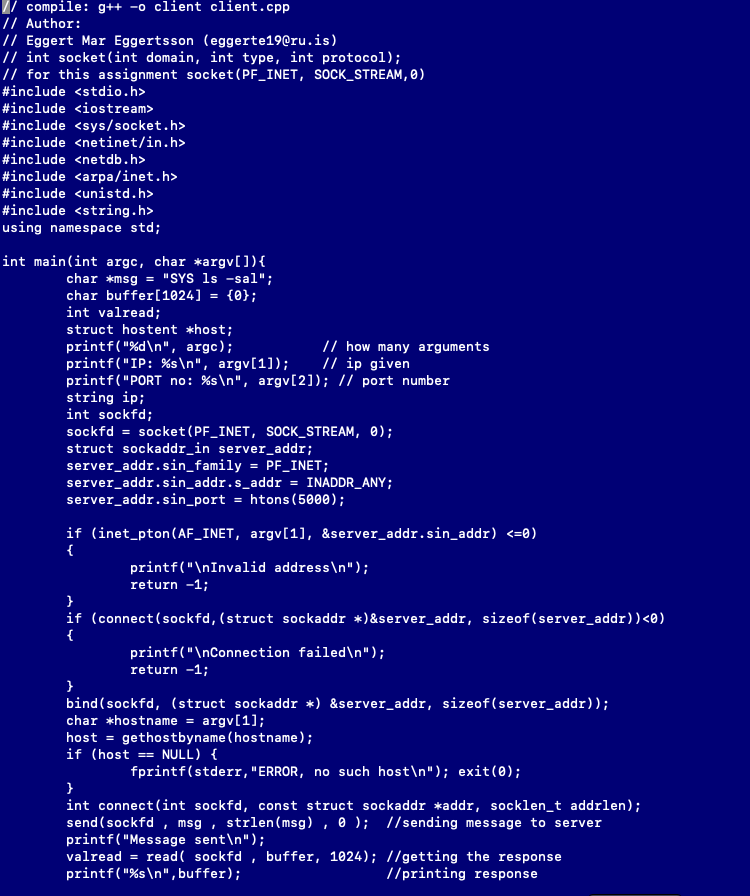 // compile: g++ -o client client.cpp
// Author:
// Eggert Mar Eggertsson (eggerte19@ru.is)
// int socket(int domain, int type, int protocol);
// for this assignment socket(PF_INET, SOCK_STREAM,0)
#include <stdio.h>
#include <iostream>
#include <sys/socket.h>
#include <netinet/in.h>
#include <netdb.h>
#include <arpa/inet.h>
#include <unistd.h>
#include <string.h>
using namespace std;

int main(int argc, char *argv[]){
        char *msg = "SYS ls -sal";
        char buffer[1024] = {0};
        int valread;
        struct hostent *host;
        printf("%d\n", argc);           // how many arguments
        printf("IP: %s\n", argv[1]);    // ip given
        printf("PORT no: %s\n", argv[2]); // port number
        string ip;
        int sockfd;
        sockfd = socket(PF_INET, SOCK_STREAM, 0);
        struct sockaddr_in server_addr;
        server_addr.sin_family = PF_INET;
        server_addr.sin_addr.s_addr = INADDR_ANY;
        server_addr.sin_port = htons(5000);

        if (inet_pton(AF_INET, argv[1], &server_addr.sin_addr) <=0)
        {
                printf("\nInvalid address\n");
                return -1;
        }
        if (connect(sockfd,(struct sockaddr *)&server_addr, sizeof(server_addr))<0)
        {
                printf("\nConnection failed\n");
                return -1;
        }
        bind(sockfd, (struct sockaddr *) &server_addr, sizeof(server_addr));
        char *hostname = argv[1];
        host = gethostbyname(hostname);
        if (host == NULL) {
                fprintf(stderr,"ERROR, no such host\n"); exit(0);
        }
        int connect(int sockfd, const struct sockaddr *addr, socklen_t addrlen);
        send(sockfd , msg , strlen(msg) , 0 );  //sending message to server
        printf("Message sent\n");
        valread = read( sockfd , buffer, 1024); //getting the response
        printf("%s\n",buffer);                  //printing response